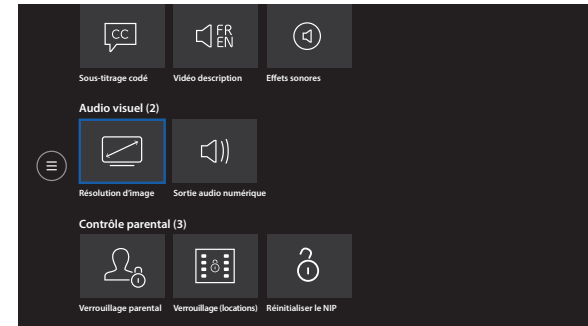 CC
FR
EN
Sous-titrage codé
Vidéo description
Effets sonores
Audio visuel (2)
Résolution d'image
Sortie audio numérique
Contrôle parental (3)
Verrouillage parental
Verrouillage (locations)
Réinitialiser le NIP